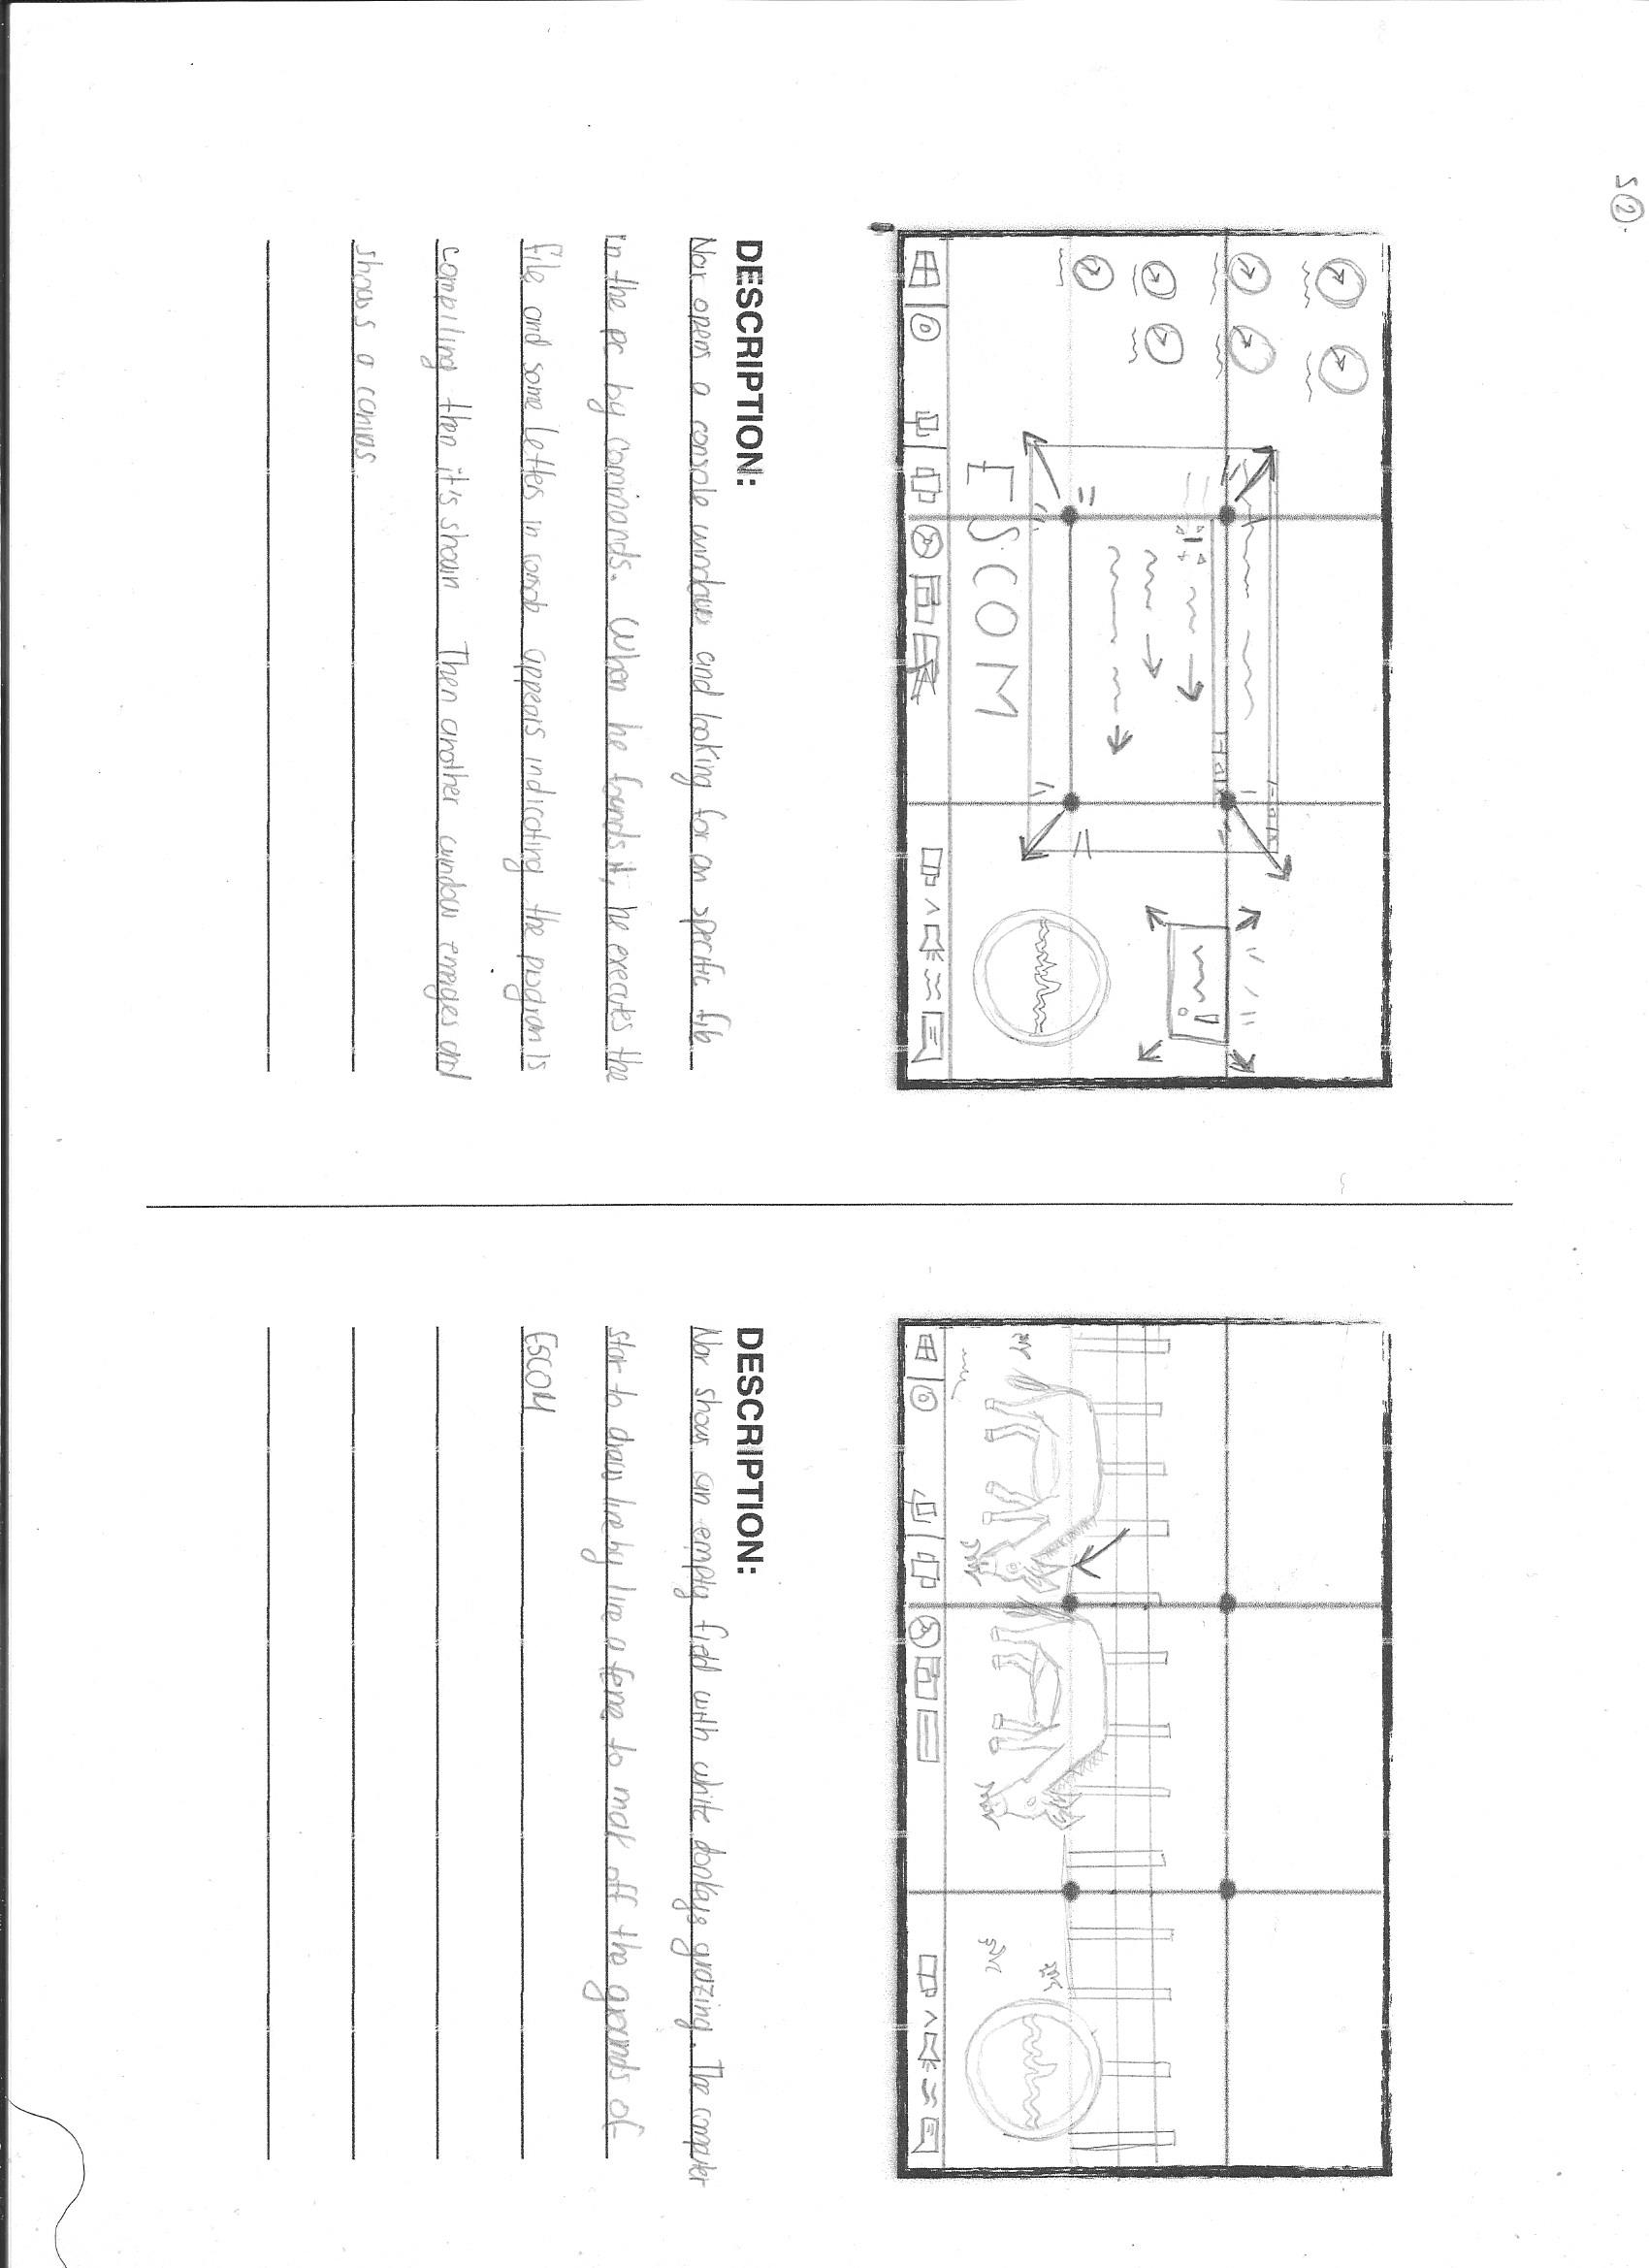 S②.
ESCOM
DESCRIPTION:
Nor opens a console window and looking for an specific file
in the pc by commands. When he founds it, he executes the
file and some letters in console appears indicating the program is
compiling then it's shown Then another window emerges and
shows a canvas.
DESCRIPTION:
Nor shows an empty field with white donkeys grazing. The computer
star to draw line by line a fence to mark off the grounds of
ESCOM